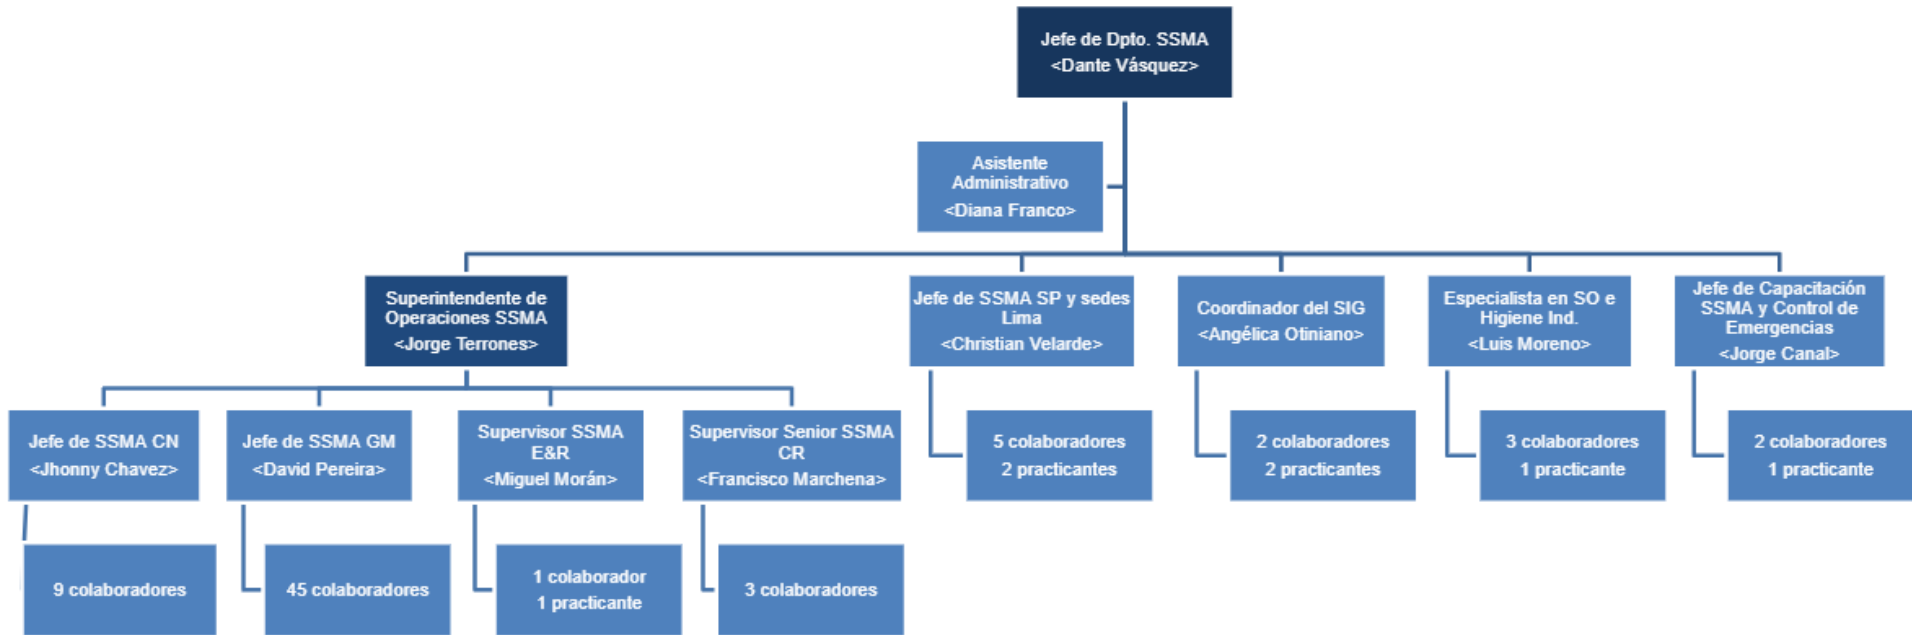 Jefe de Dpto. SSMA
<Dante Vásquez>
Asistente
Administrativo
<Diana Franco>
Superintendente de
Operaciones SSMA
<Jorge Terrones>
Jefe de SSMA SP y sedes
Lima
<Christian Velarde>
Coordinador del SIG
<Angélica Otiniano>
Especialista en SO e
Higiene Ind.
<Luis Moreno>
Jefe de Capacitación
SSMA y Control de
Emergencias
<Jorge Canal>
Jefe de SSMA CN
<Jhonny Chavez>
Jefe de SSMA GM
<David Pereira>
Supervisor SSMA
E&R
<Miguel Morán>
Supervisor Senior SSMA
CR
<Francisco Marchena>
5 colaboradores
2 practicantes
2 colaboradores
2 practicantes
3 colaboradores
1 practicante
2 colaboradores
1 practicante
9 colaboradores
45 colaboradores
1 colaborador
1 practicante
3 colaboradores